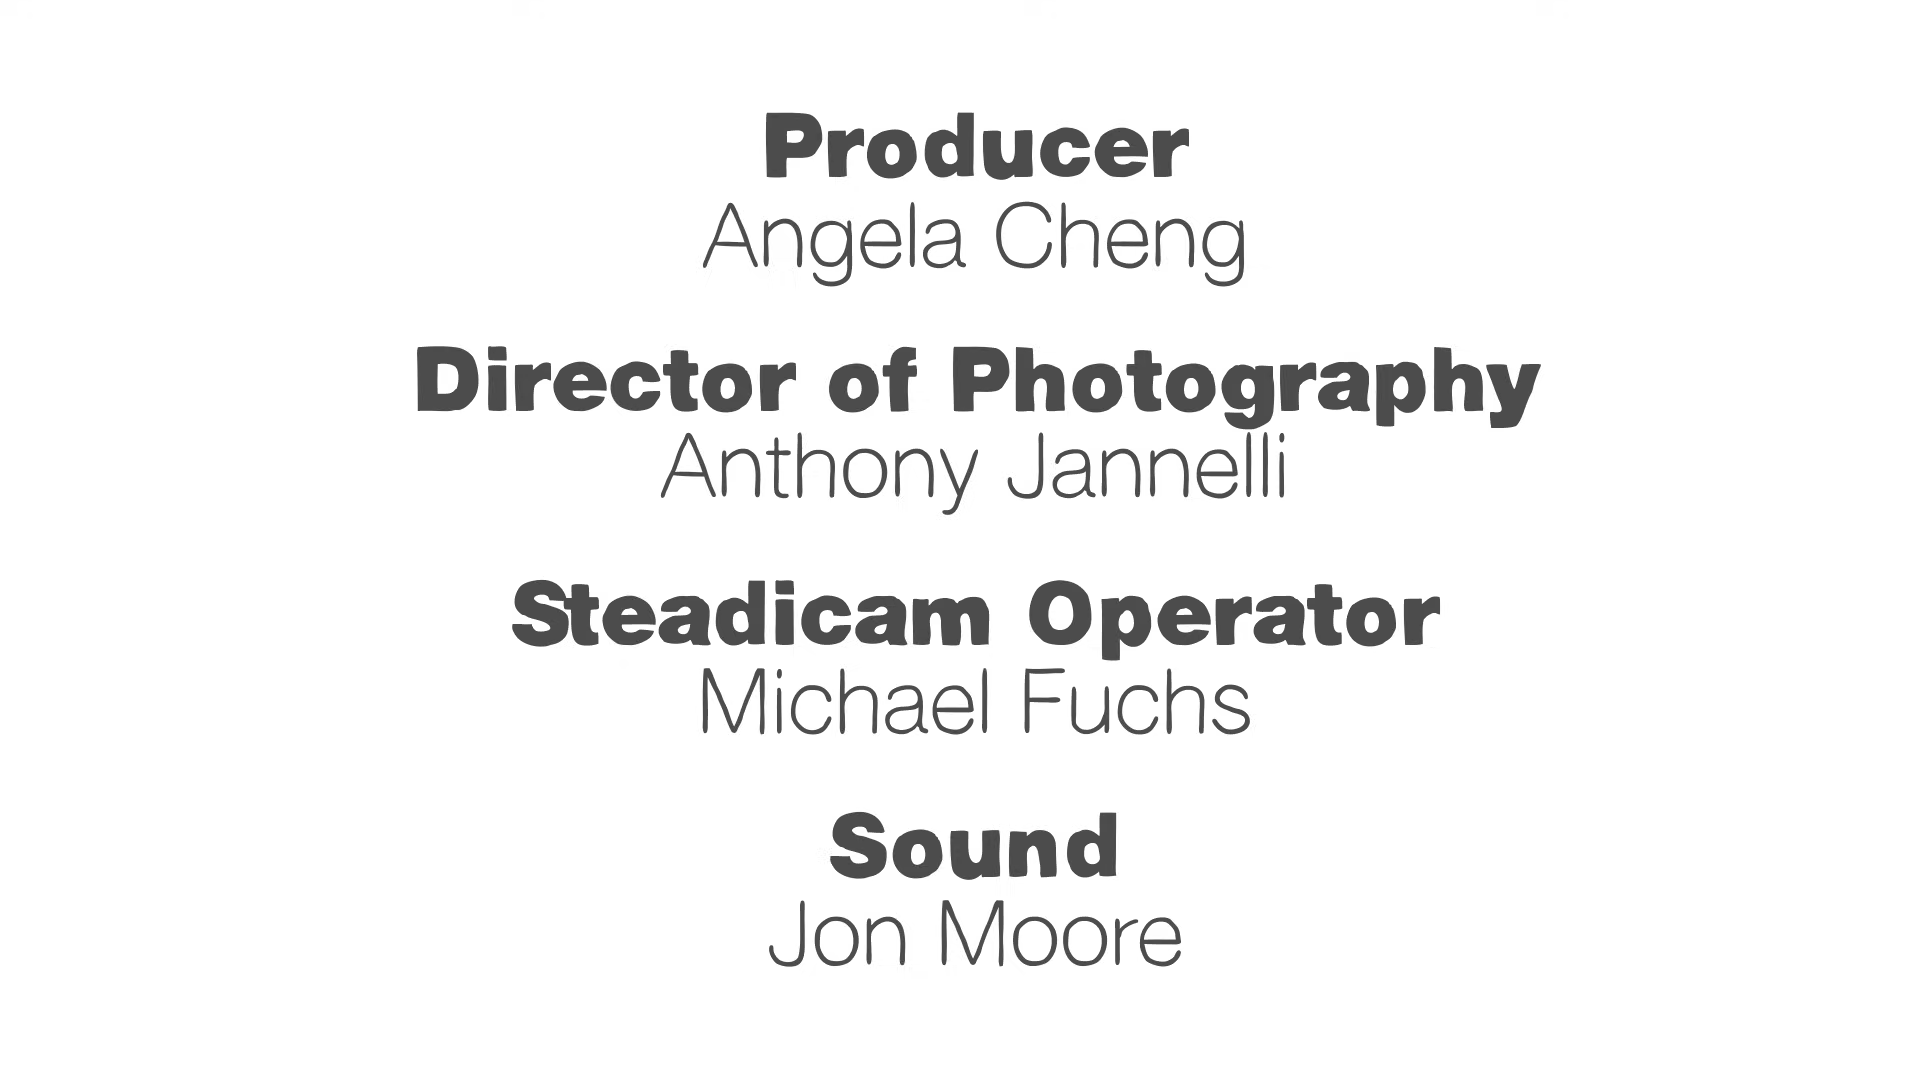 Producer
Angela Cheng
Director of Photography
Anthony Jannelli
Steadicam Operator
Michael Fuchs
Sound
Jon Moore